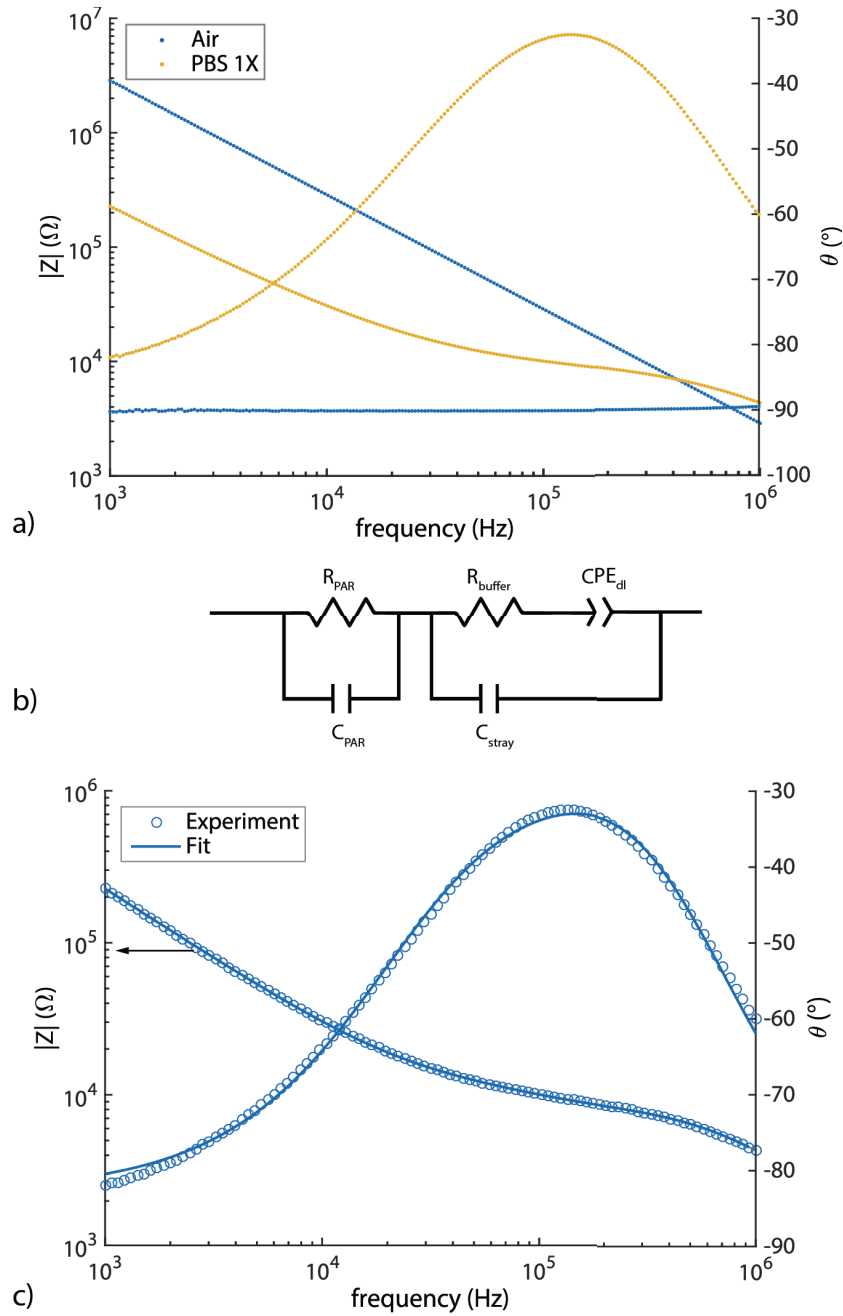 Air
PBS 1X
10^7
10^6
10^5
10^4
10^3
|Z| (Ω)
-30
-40
-50
-60
-70
-80
-90
-100
θ (°)
10^3
10^4
10^5
10^6
frequency (Hz)
a)
R_PAR
R_buffer
CPE_dl
C_PAR
C_stray
b)
Experiment
Fit
10^6
10^5
10^4
10^3
|Z| (Ω)
-30
-40
-50
-60
-70
-80
-90
θ (°)
10^3
10^4
10^5
10^6
frequency (Hz)
c)